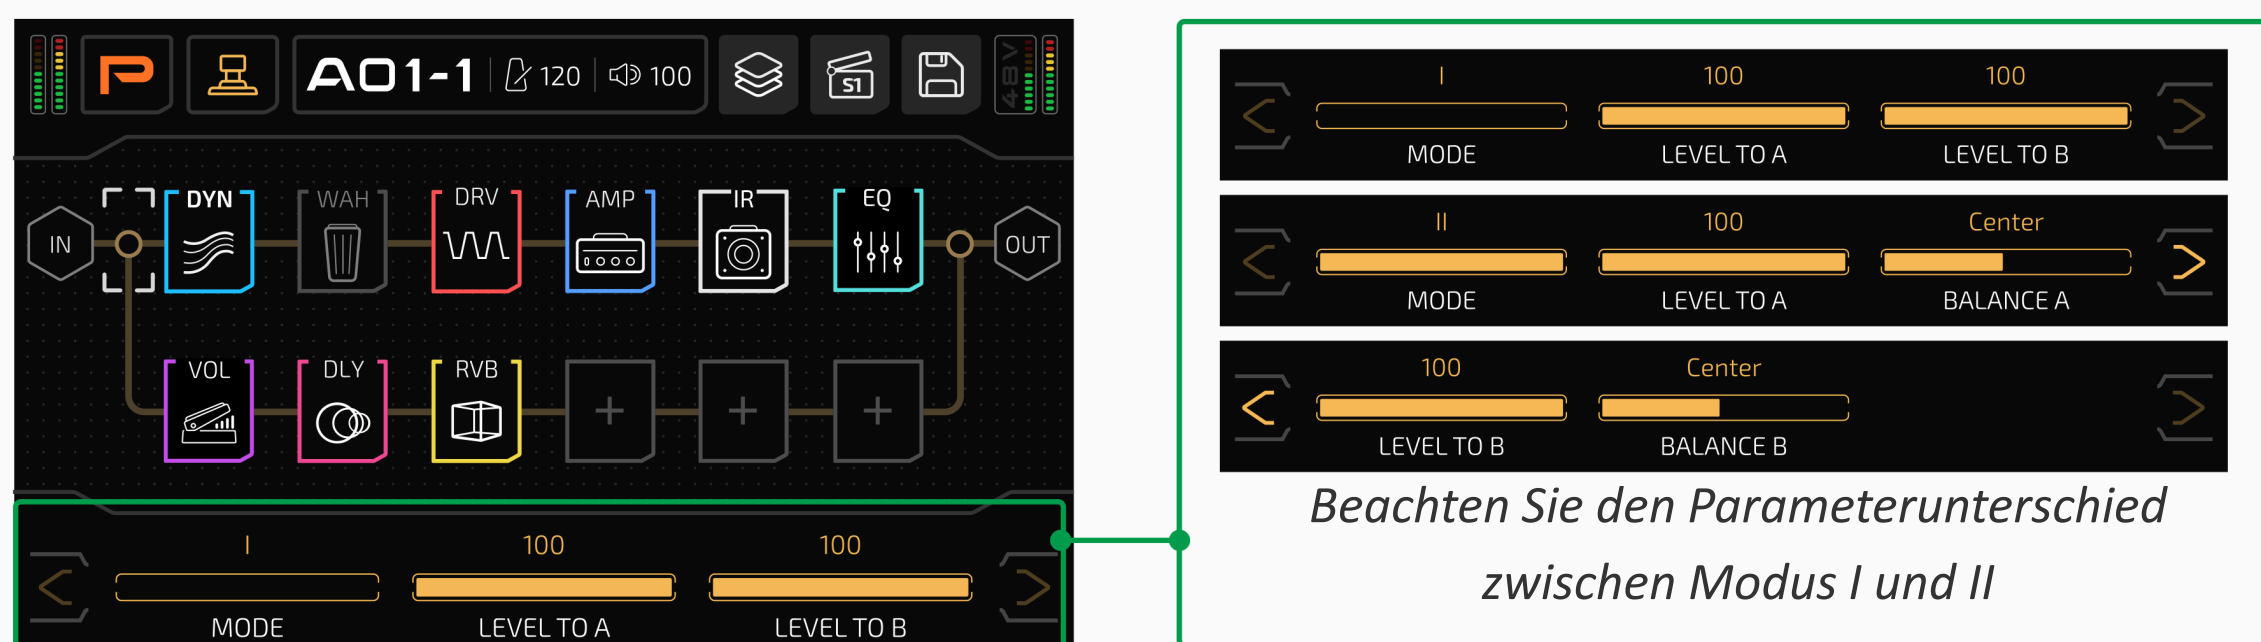 P A01-1 120 100 S1 48V
DYN WAH DRV AMP IR EQ
IN OUT
VOL DLY RVB
I 100 100
MODE LEVEL TO A LEVEL TO B
I 100 100
MODE LEVEL TO A LEVEL TO B
II 100 Center
MODE LEVEL TO A BALANCE A
100 Center
LEVEL TO B BALANCE B
Beachten Sie den Parameterunterschied
zwischen Modus I und II